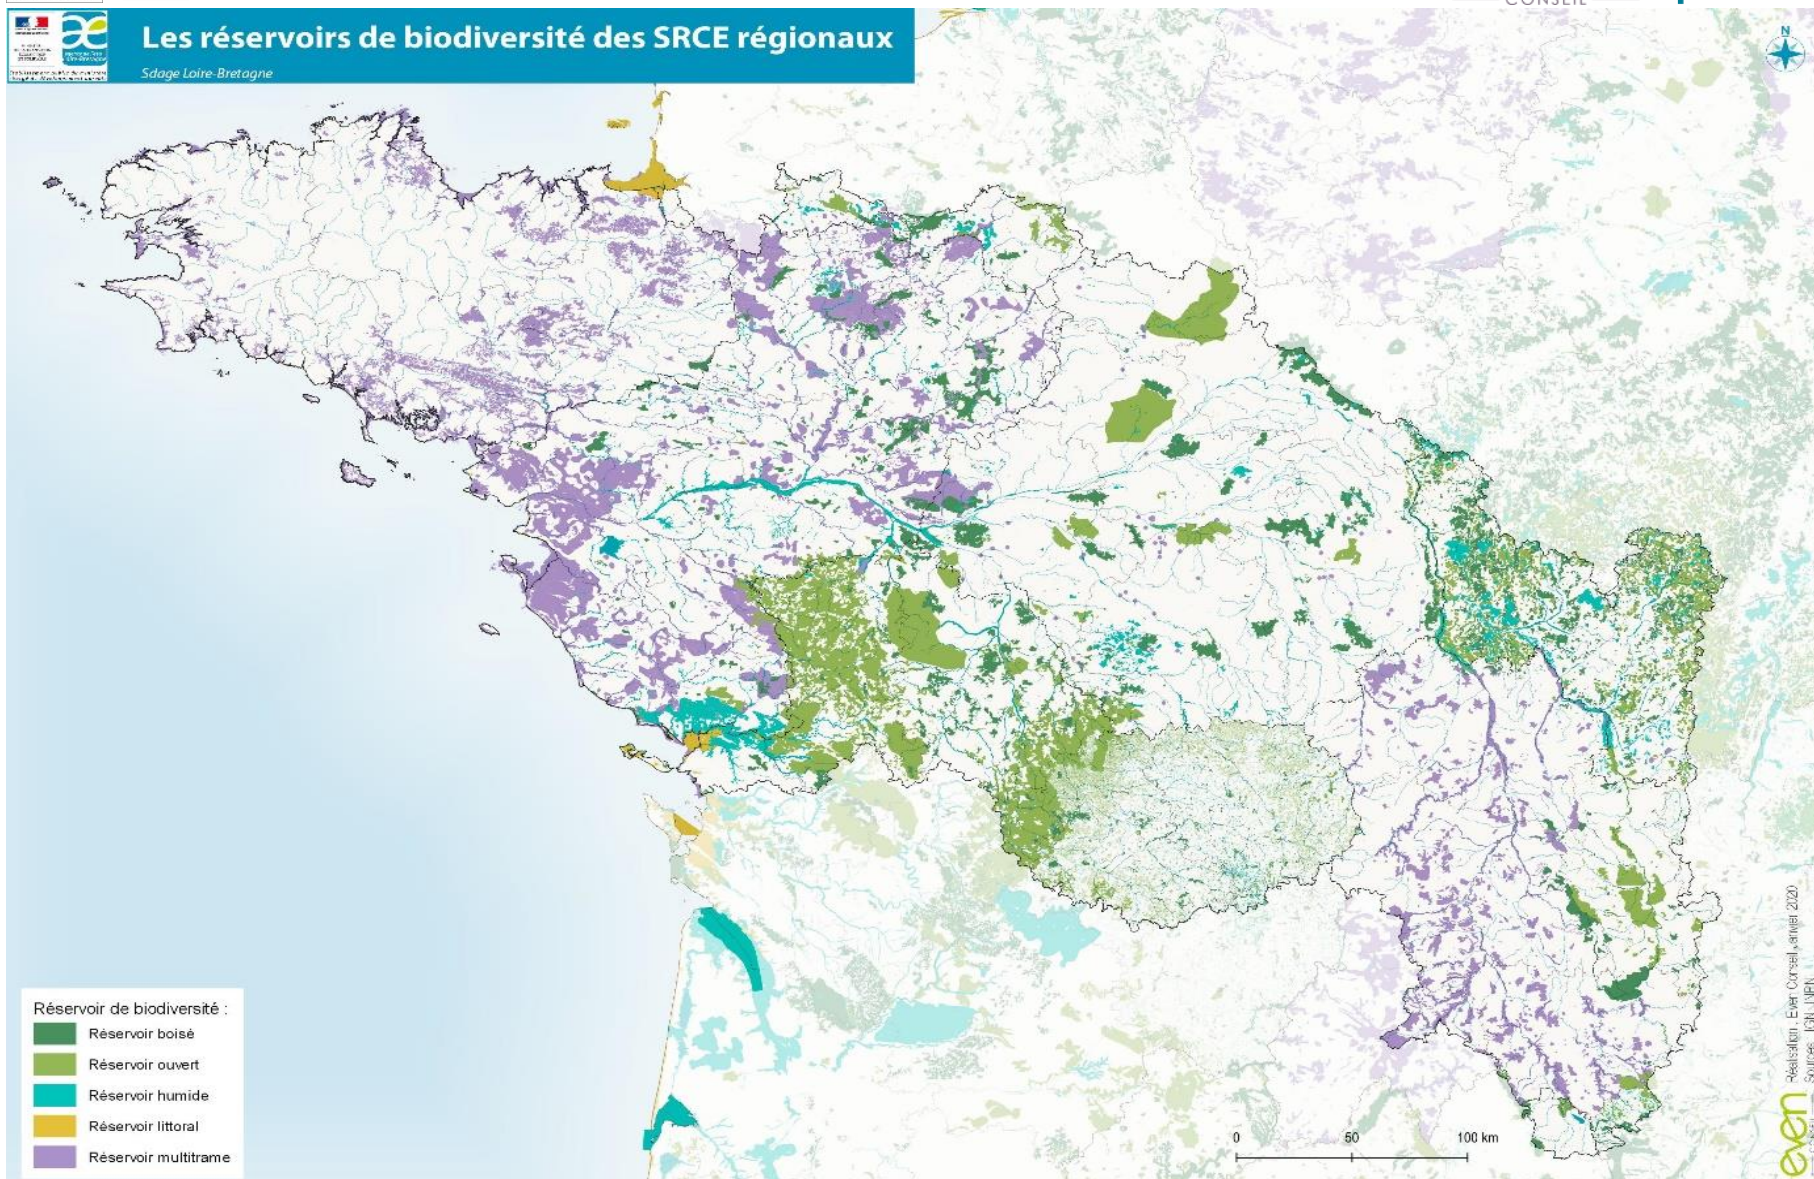 CONSEIL
Les réservoirs de biodiversité des SRCE régionaux
Sdage Loire-Bretagne
N
Réservoir de biodiversité :
Réservoir boisé
Réservoir ouvert
Réservoir humide
Réservoir littoral
Réservoir multitrame
0 50 100 km
Réalisation : Even Conseil, janvier 2020
Sources : IGN, INPN
even